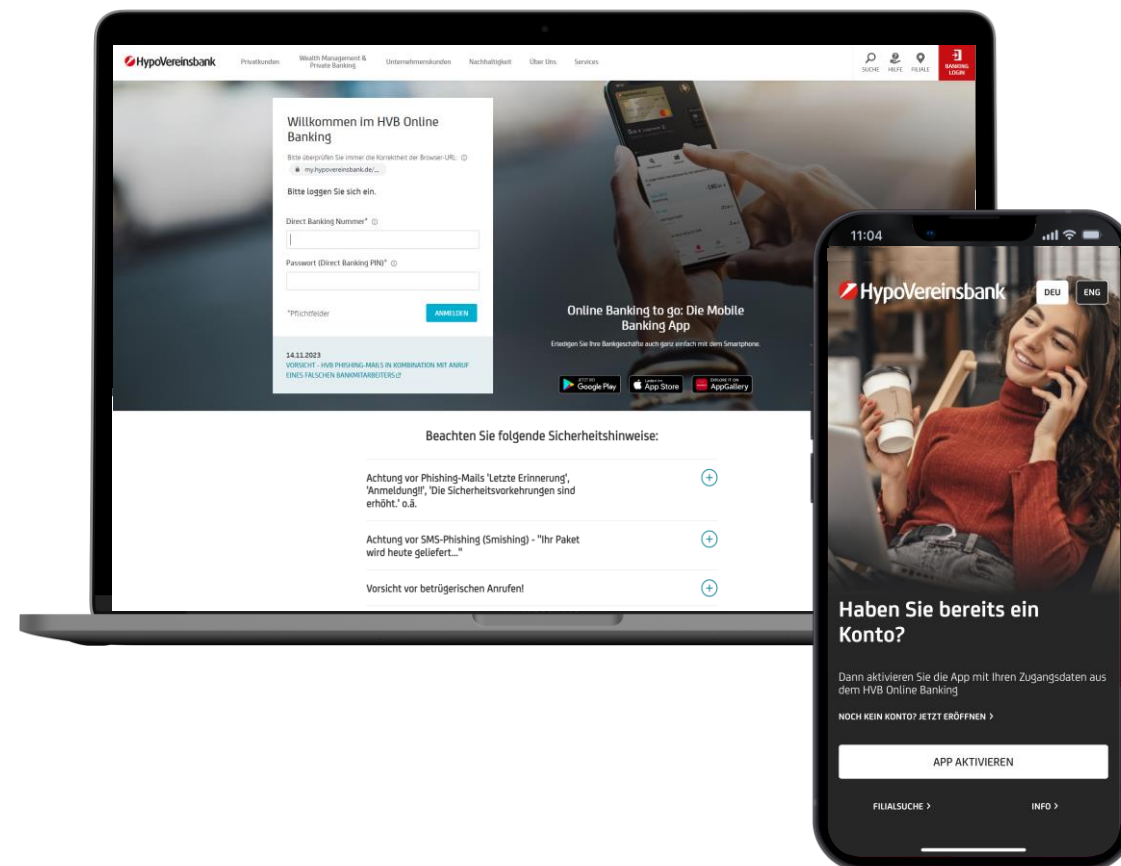 HypoVereinsbank
Privatkunden
Wealth Management &
Private Banking
Unternehmenskunden
Nachhaltigkeit
Über Uns
Services
SUCHE
HILFE
FILIALE
BANKING
LOGIN
Willkommen im HVB Online
Banking
Bitte überprüfen Sie immer die Korrektheit der Browser-URL:
my.hypovereinsbank.de/...
Bitte loggen Sie sich ein.
Direct Banking Nummer*
Passwort (Direct Banking PIN)*
*Pflichtfelder
ANMELDEN
14.11.2023
VORSICHT - HVB PHISHING-MAILS IN KOMBINATION MIT ANRUF
EINES FALSCHEN BANKMITARBEITERS
Online Banking to go: Die Mobile
Banking App
Erledigen Sie Ihre Bankgeschäfte auch ganz einfach mit dem Smartphone.
JETZT BEI
Google Play
Laden im
App Store
EXPLORE IT ON
AppGallery
Beachten Sie folgende Sicherheitshinweise:
Achtung vor Phishing-Mails 'Letzte Erinnerung',
'Anmeldung!!', 'Die Sicherheitsvorkehrungen sind
erhöht.' o.ä.
Achtung vor SMS-Phishing (Smishing) - "Ihr Paket
wird heute geliefert..."
Vorsicht vor betrügerischen Anrufen!
11:04
HypoVereinsbank
DEU
ENG
Haben Sie bereits ein
Konto?
Dann aktivieren Sie die App mit Ihren Zugangsdaten aus
dem HVB Online Banking
NOCH KEIN KONTO? JETZT ERÖFFNEN >
APP AKTIVIEREN
FILIALSUCHE >
INFO >